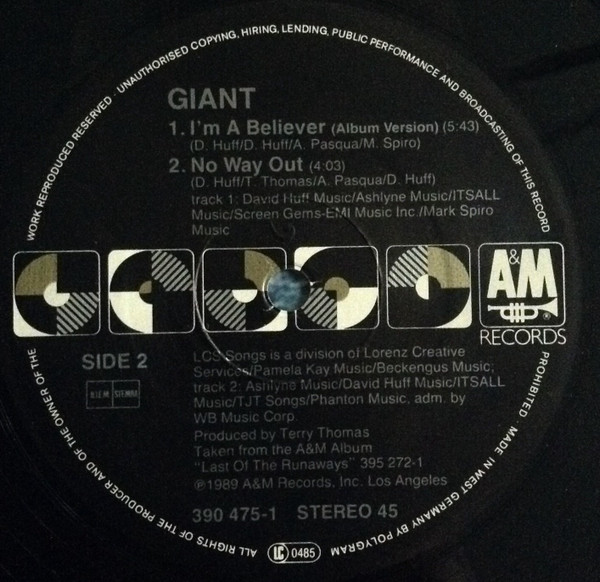 WORK REPRODUCED RESERVED UNAUTHORISED COPYING, HIRING, LENDING, PUBLIC PERFORMANCE AND BROADCASTING OF THIS RECORD
GIANT
1. I'm A Believer (Album Version) (5:43)
(D. Huff/D. Huff/A. Pasqua/M. Spiro)
2. No Way Out (4:03)
(D. Huff/T. Thomas/A. Pasqua/D. Huff)
track 1: David Huff Music/Ashlyne Music/ITSALL
Music/Screen Gems-EMI Music Inc./Mark Spiro
Music
A&M
®
RECORDS
SIDE 2
BIEM STEMRA
LCS Songs is a division of Lorenz Creative
Services/Pamela Kay Music/Beckengus Music;
track 2: Ashlyne Music/David Huff Music/ITSALL
Music/TJT Songs/Phanton Music, adm. by
WB Music Corp.
Produced by Terry Thomas
Taken from the A&M Album
"Last Of The Runaways" 395 272-1
℗1989 A&M Records, Inc. Los Angeles
390 475-1 STEREO 45
PROHIBITED · MADE IN WEST GERMANY BY POLYGRAM
LC 0485
ALL RIGHTS OF THE PRODUCER AND OF THE OWNER OF THE